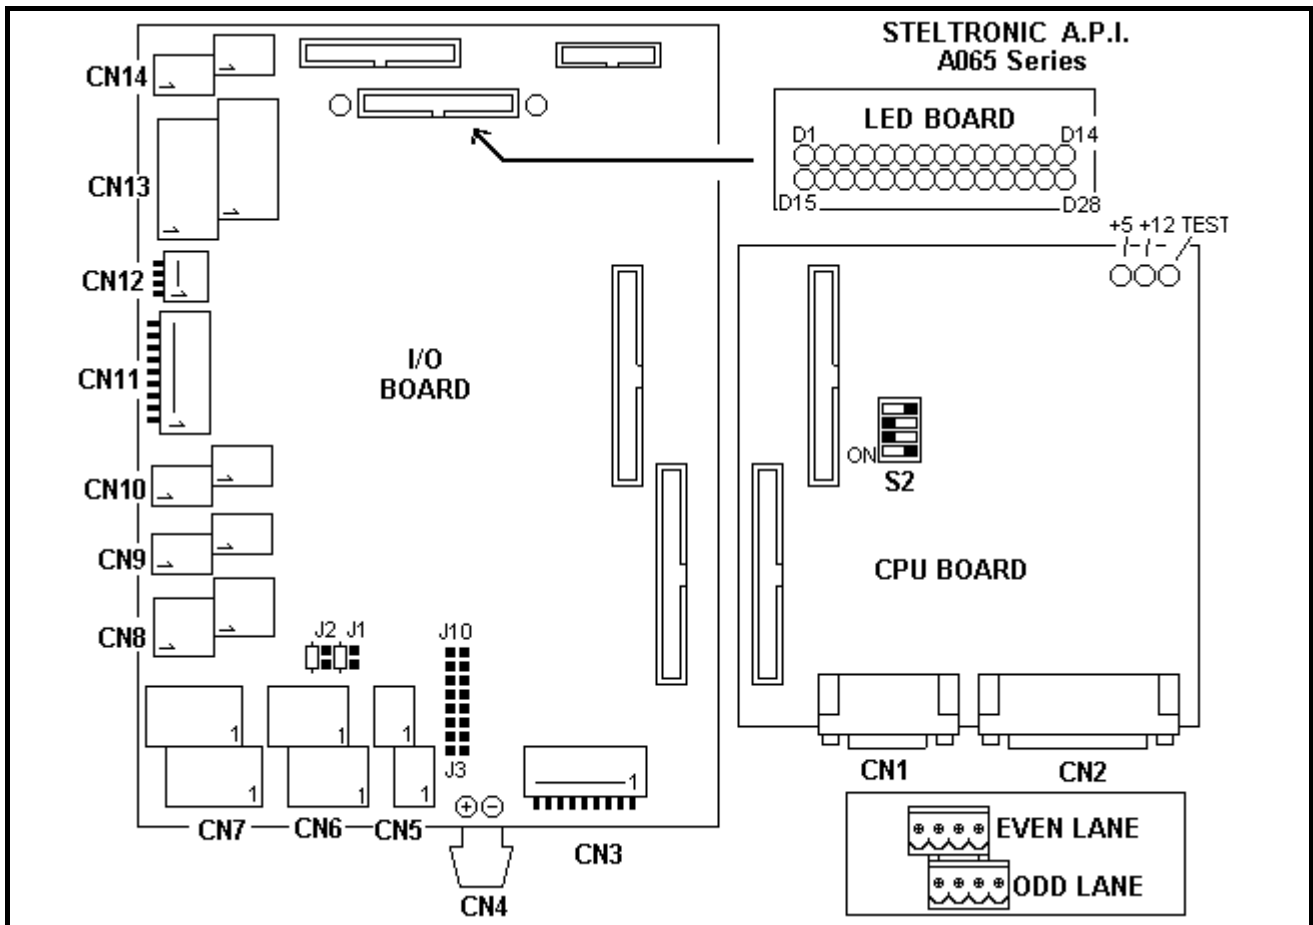 STELTRONIC A.P.I.
A065 Series
LED BOARD
D1
D14
D15
D28
+5 +12 TEST
CN14
CN13
CN12
CN11
CN10
CN9
CN8
I/O
BOARD
J2 J1
J10
J3
1
1
1
1
1
1
1
CN7
CN6
CN5
CN4
CN3
ON
S2
CPU BOARD
CN1
CN2
EVEN LANE
ODD LANE